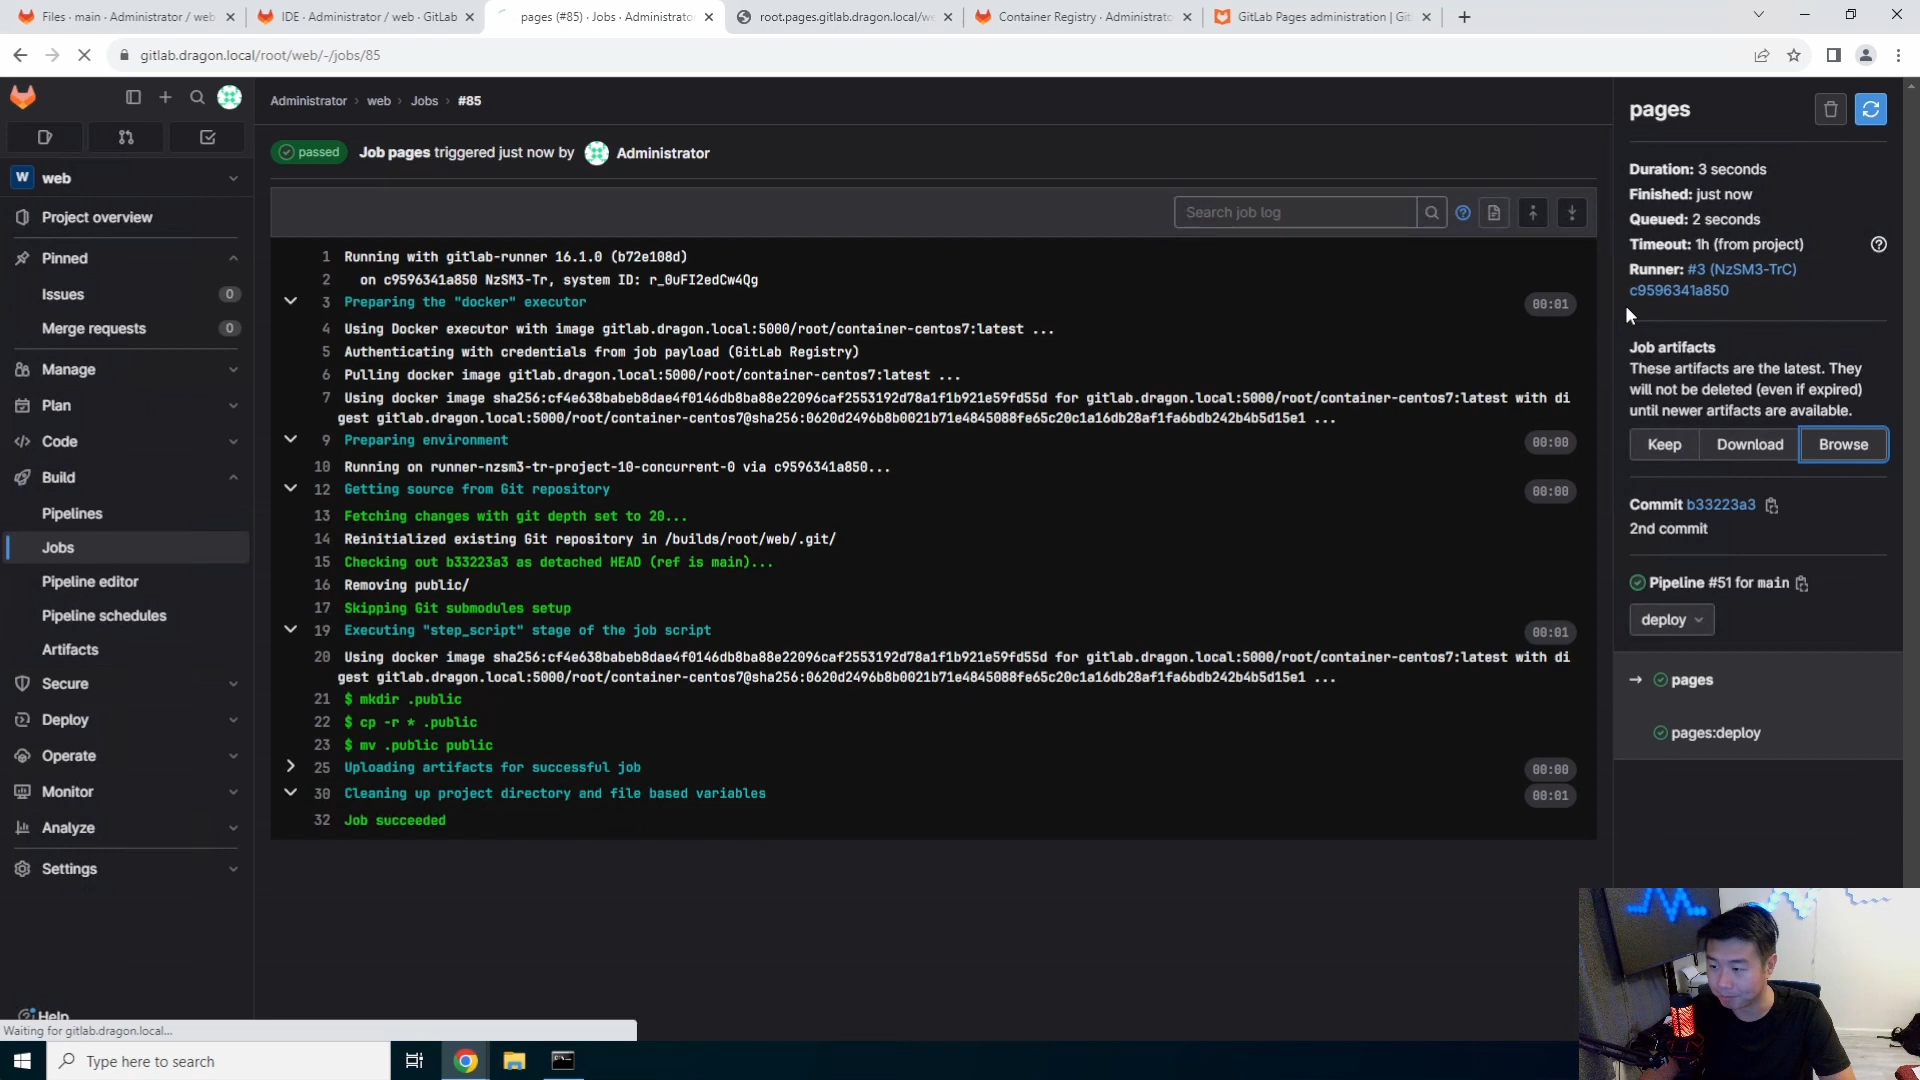 Files · main · Administrator / web
IDE · Administrator / web · GitLab
pages (#85) · Jobs · Administrato
root.pages.gitlab.dragon.local/we
Container Registry · Administrato
GitLab Pages administration | Git
gitlab.dragon.local/root/web/-/jobs/85
Administrator › web › Jobs › #85
passed Job pages triggered just now by Administrator
W web
Project overview
Pinned
Issues 0
Merge requests 0
Manage
Plan
Code
Build
Pipelines
Jobs
Pipeline editor
Pipeline schedules
Artifacts
Secure
Deploy
Operate
Monitor
Analyze
Settings
Help
Search job log
1 Running with gitlab-runner 16.1.0 (b72e108d)
2 on c9596341a850 NzSM3-Tr, system ID: r_0uFI2edCw4Qg
3 Preparing the "docker" executor 00:01
4 Using Docker executor with image gitlab.dragon.local:5000/root/container-centos7:latest ...
5 Authenticating with credentials from job payload (GitLab Registry)
6 Pulling docker image gitlab.dragon.local:5000/root/container-centos7:latest ...
7 Using docker image sha256:cf4e638babeb8dae4f0146db8ba88e22096caf2553192d78a1f1b921e59fd55d for gitlab.dragon.local:5000/root/container-centos7:latest with di
gest gitlab.dragon.local:5000/root/container-centos7@sha256:0620d2496b8b0021b71e4845088fe65c20c1a16db28af1fa6bdb242b4b5d15e1 ...
9 Preparing environment 00:00
10 Running on runner-nzsm3-tr-project-10-concurrent-0 via c9596341a850...
12 Getting source from Git repository 00:00
13 Fetching changes with git depth set to 20...
14 Reinitialized existing Git repository in /builds/root/web/.git/
15 Checking out b33223a3 as detached HEAD (ref is main)...
16 Removing public/
17 Skipping Git submodules setup
19 Executing "step_script" stage of the job script 00:01
20 Using docker image sha256:cf4e638babeb8dae4f0146db8ba88e22096caf2553192d78a1f1b921e59fd55d for gitlab.dragon.local:5000/root/container-centos7:latest with di
gest gitlab.dragon.local:5000/root/container-centos7@sha256:0620d2496b8b0021b71e4845088fe65c20c1a16db28af1fa6bdb242b4b5d15e1 ...
21 $ mkdir .public
22 $ cp -r * .public
23 $ mv .public public
25 Uploading artifacts for successful job 00:00
30 Cleaning up project directory and file based variables 00:01
32 Job succeeded
pages
Duration: 3 seconds
Finished: just now
Queued: 2 seconds
Timeout: 1h (from project)
Runner: #3 (NzSM3-TrC)
c9596341a850
Job artifacts
These artifacts are the latest. They
will not be deleted (even if expired)
until newer artifacts are available.
Keep Download Browse
Commit b33223a3
2nd commit
Pipeline #51 for main
deploy
→ pages
pages:deploy
Waiting for gitlab.dragon.local...
Type here to search